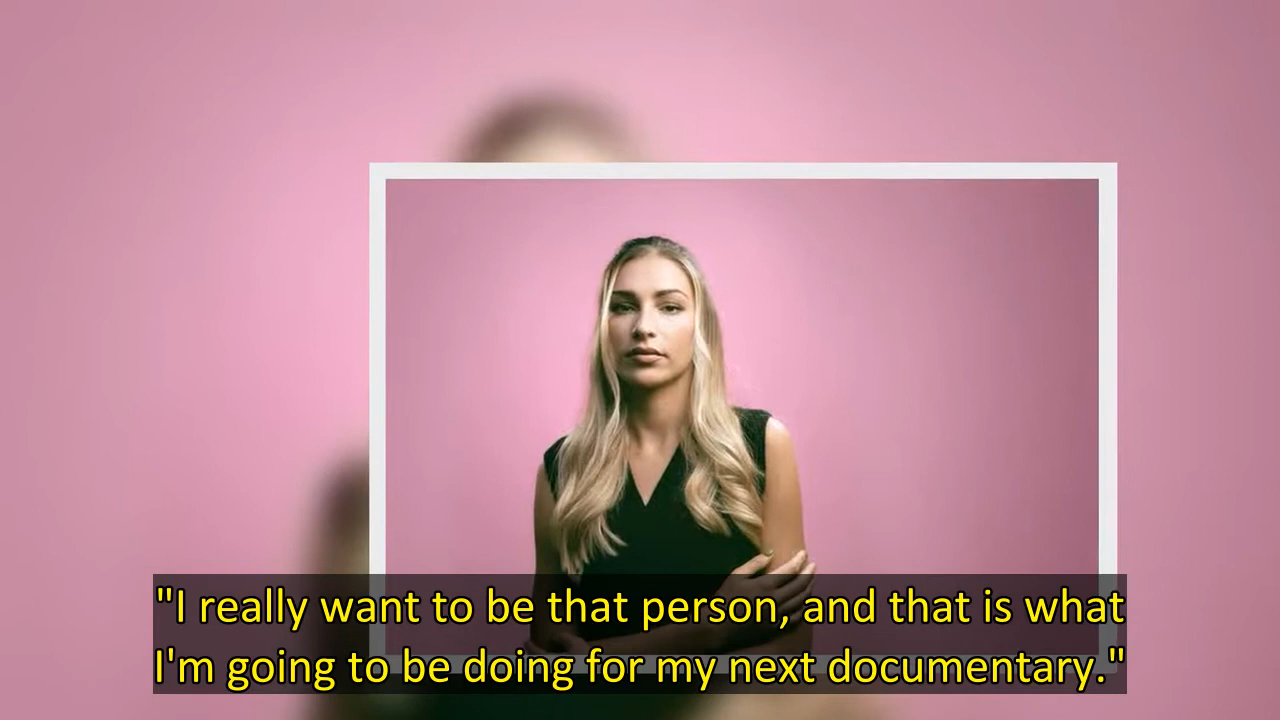 "I really want to be that person, and that is what
I'm going to be doing for my next documentary."